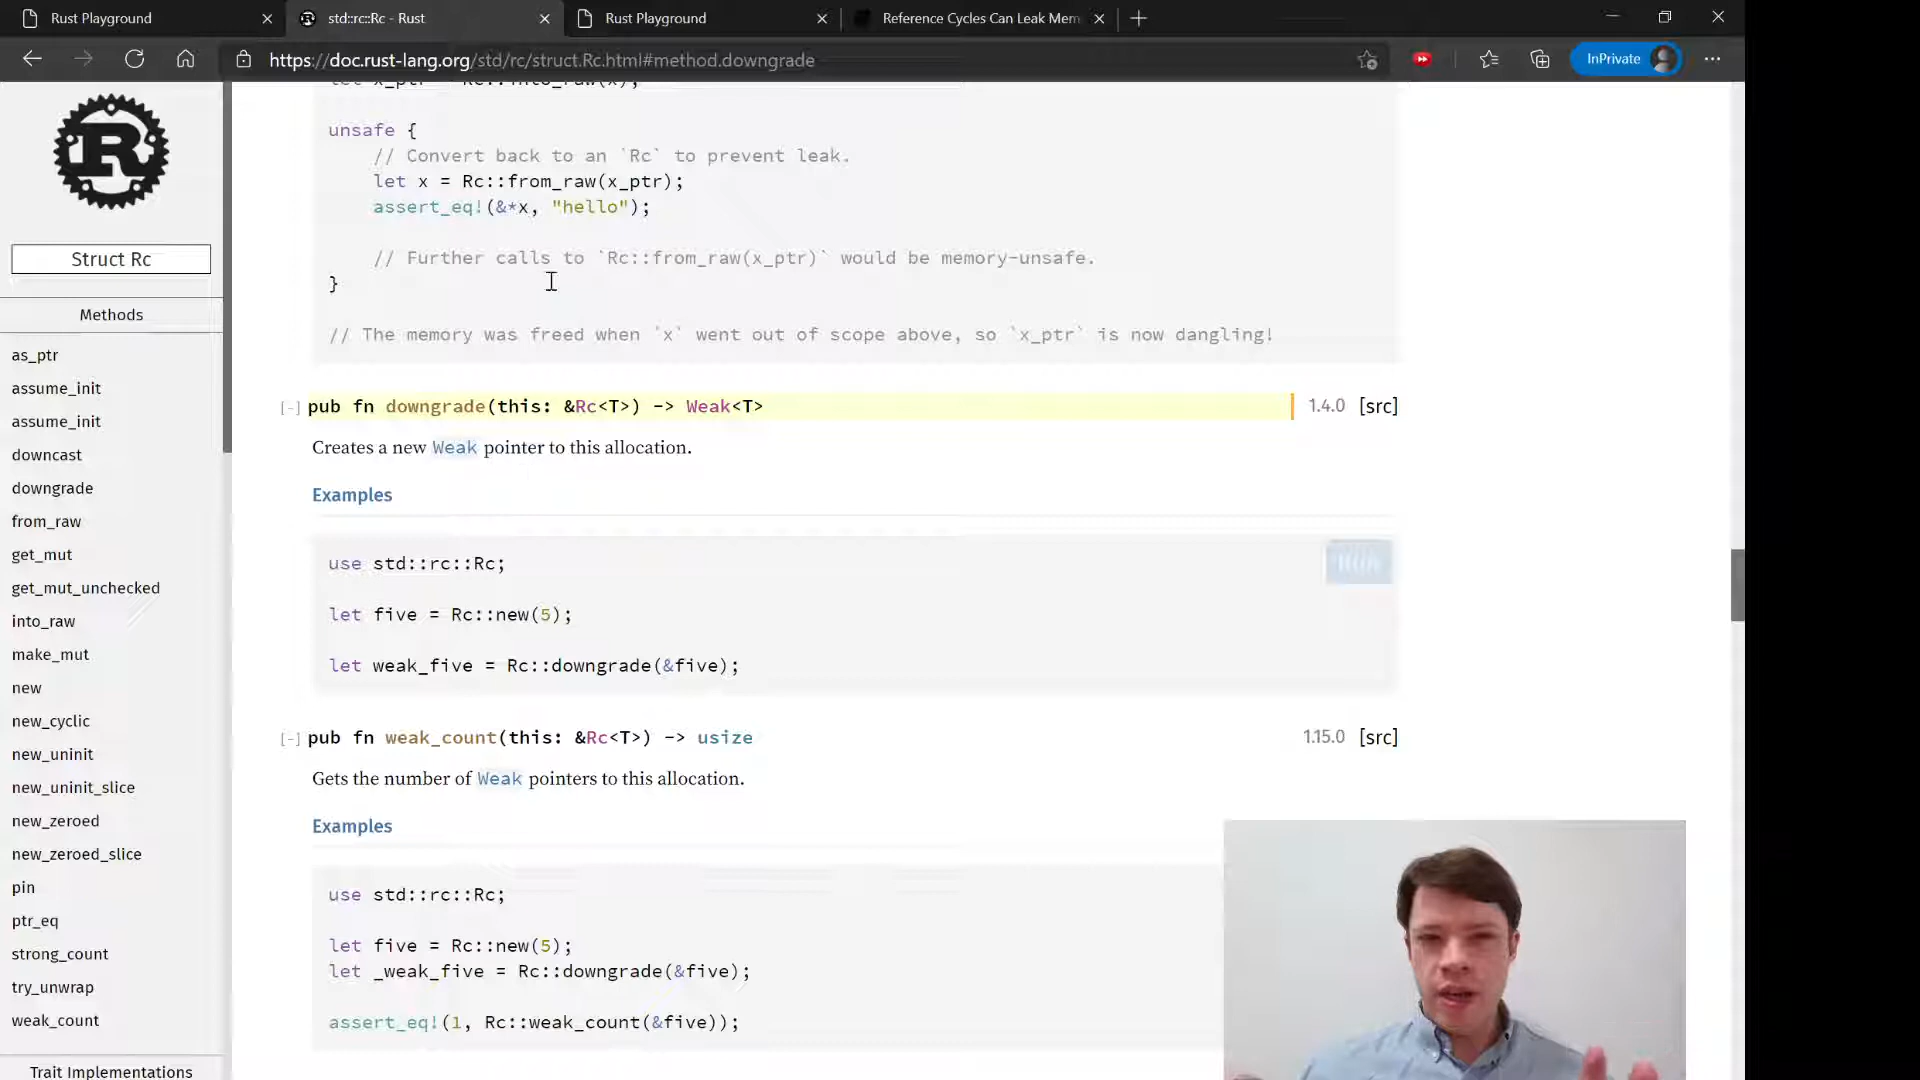 Rust Playground
std::rc::Rc - Rust
Rust Playground
Reference Cycles Can Leak Mem
https://doc.rust-lang.org/std/rc/struct.Rc.html#method.downgrade
InPrivate
Struct Rc
Methods
as_ptr
assume_init
assume_init
downcast
downgrade
from_raw
get_mut
get_mut_unchecked
into_raw
make_mut
new
new_cyclic
new_uninit
new_uninit_slice
new_zeroed
new_zeroed_slice
pin
ptr_eq
strong_count
try_unwrap
weak_count
Trait Implementations
let x_ptr = Rc::into_raw(x);
unsafe {
// Convert back to an `Rc` to prevent leak.
let x = Rc::from_raw(x_ptr);
assert_eq!(&*x, "hello");
// Further calls to `Rc::from_raw(x_ptr)` would be memory-unsafe.
}
// The memory was freed when `x` went out of scope above, so `x_ptr` is now dangling!
[-] pub fn downgrade(this: &Rc<T>) -> Weak<T> 1.4.0 [src]
Creates a new Weak pointer to this allocation.
Examples
use std::rc::Rc;
Run
let five = Rc::new(5);
let weak_five = Rc::downgrade(&five);
[-] pub fn weak_count(this: &Rc<T>) -> usize 1.15.0 [src]
Gets the number of Weak pointers to this allocation.
Examples
use std::rc::Rc;
let five = Rc::new(5);
let _weak_five = Rc::downgrade(&five);
assert_eq!(1, Rc::weak_count(&five));